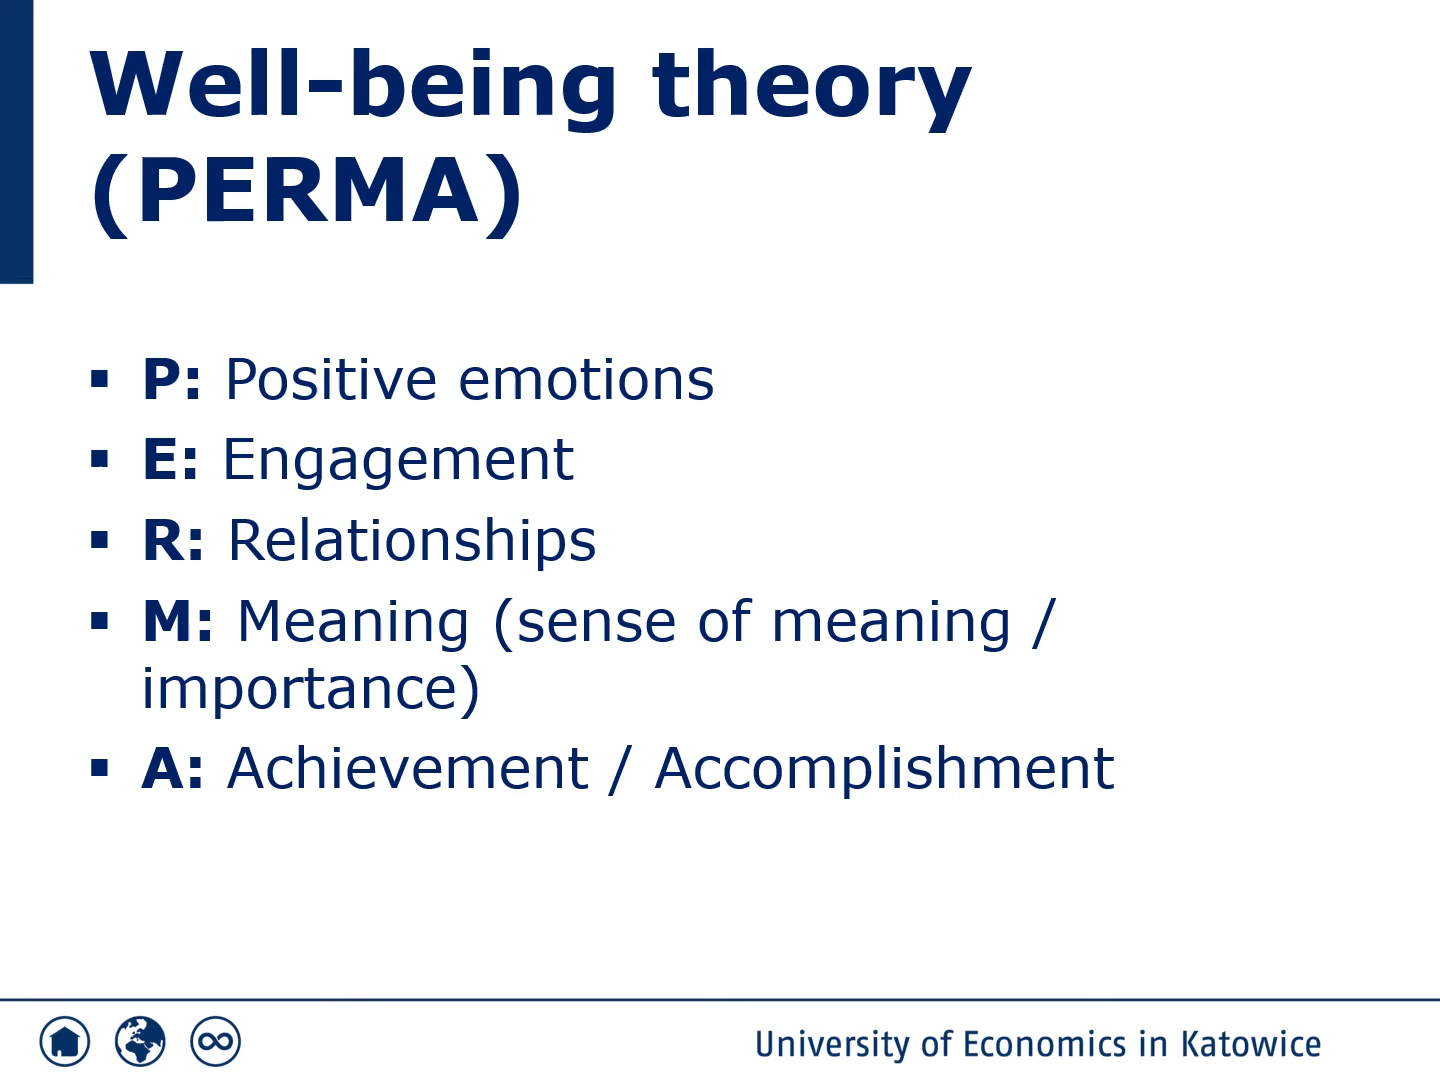 Well-being theory
(PERMA)
▪ P: Positive emotions
▪ E: Engagement
▪ R: Relationships
▪ M: Meaning (sense of meaning /
importance)
▪ A: Achievement / Accomplishment
University of Economics in Katowice